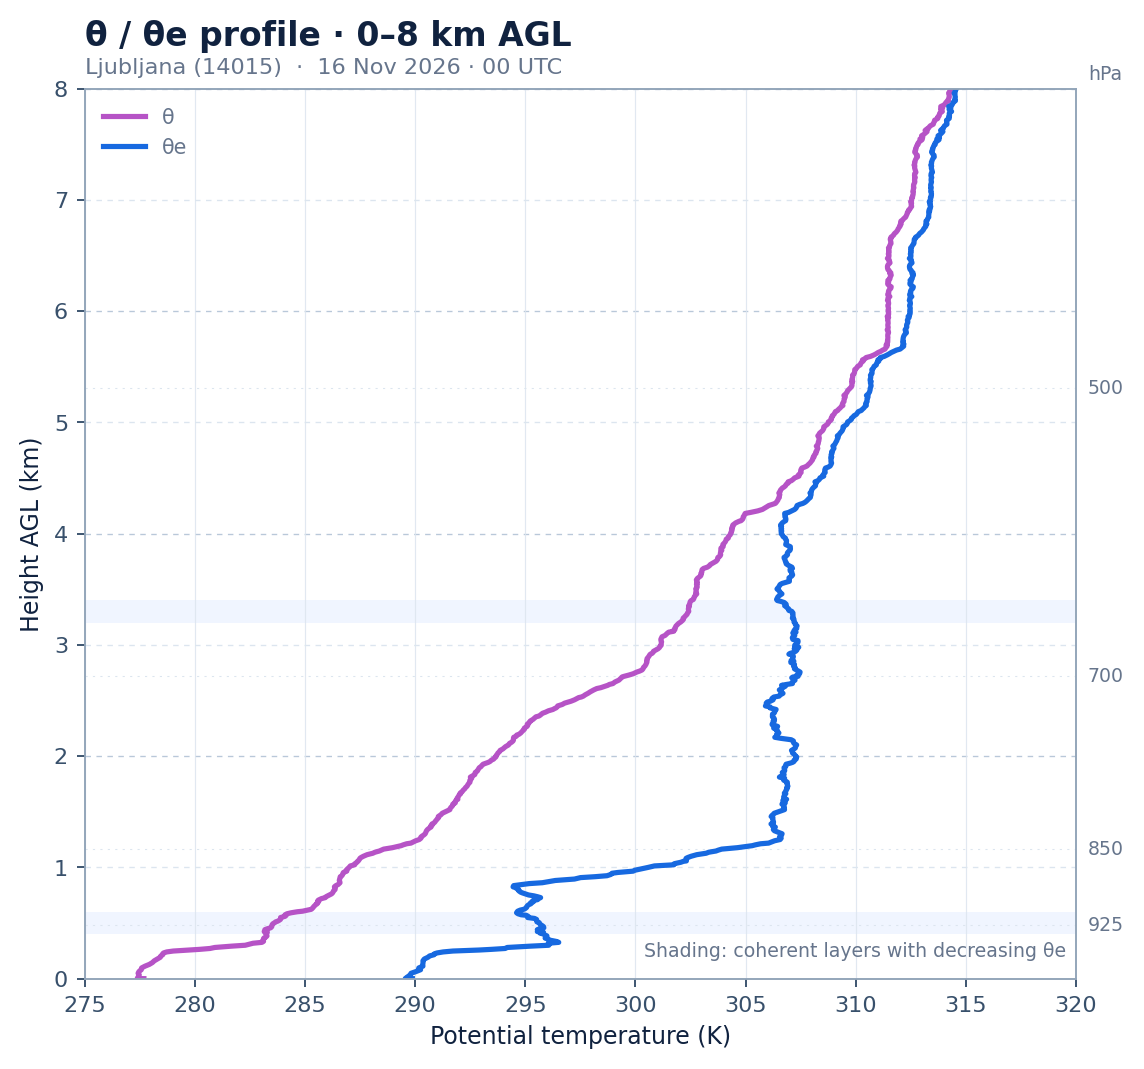 θ / θe profile · 0–8 km AGL
Ljubljana (14015) · 16 Nov 2026 · 00 UTC
hPa
θ
θe
8
7
6
5
4
3
2
1
0
500
700
850
925
Height AGL (km)
Shading: coherent layers with decreasing θe
275 280 285 290 295 300 305 310 315 320
Potential temperature (K)